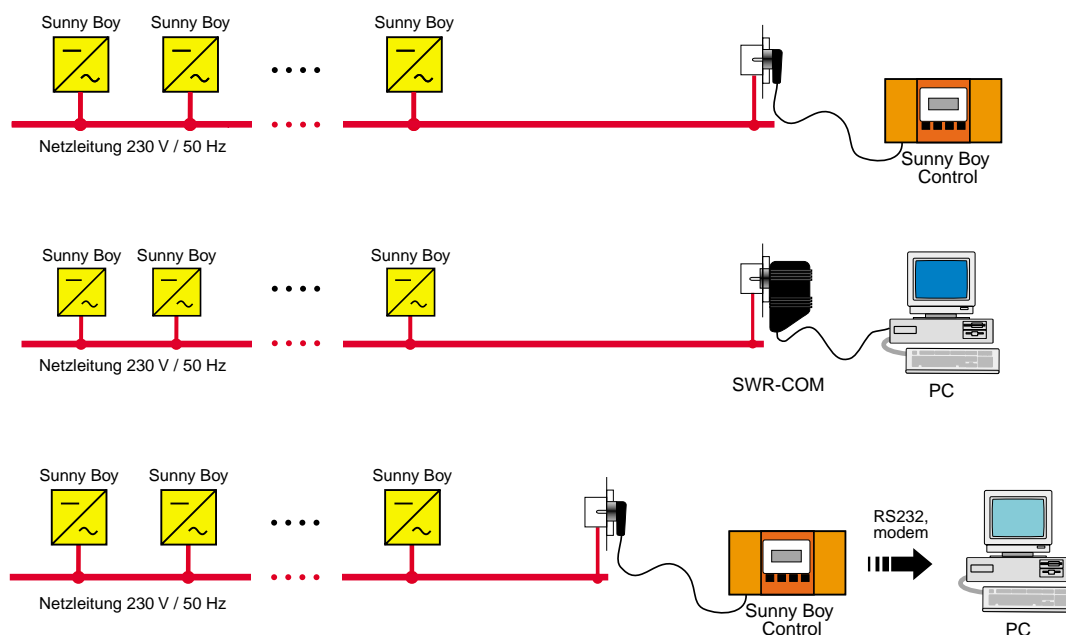 Sunny Boy Sunny Boy Sunny Boy
Netzleitung 230 V / 50 Hz
Sunny Boy
Control
Sunny Boy Sunny Boy Sunny Boy
Netzleitung 230 V / 50 Hz
SWR-COM
PC
Sunny Boy Sunny Boy Sunny Boy
RS232,
modem
Netzleitung 230 V / 50 Hz
Sunny Boy
Control
PC